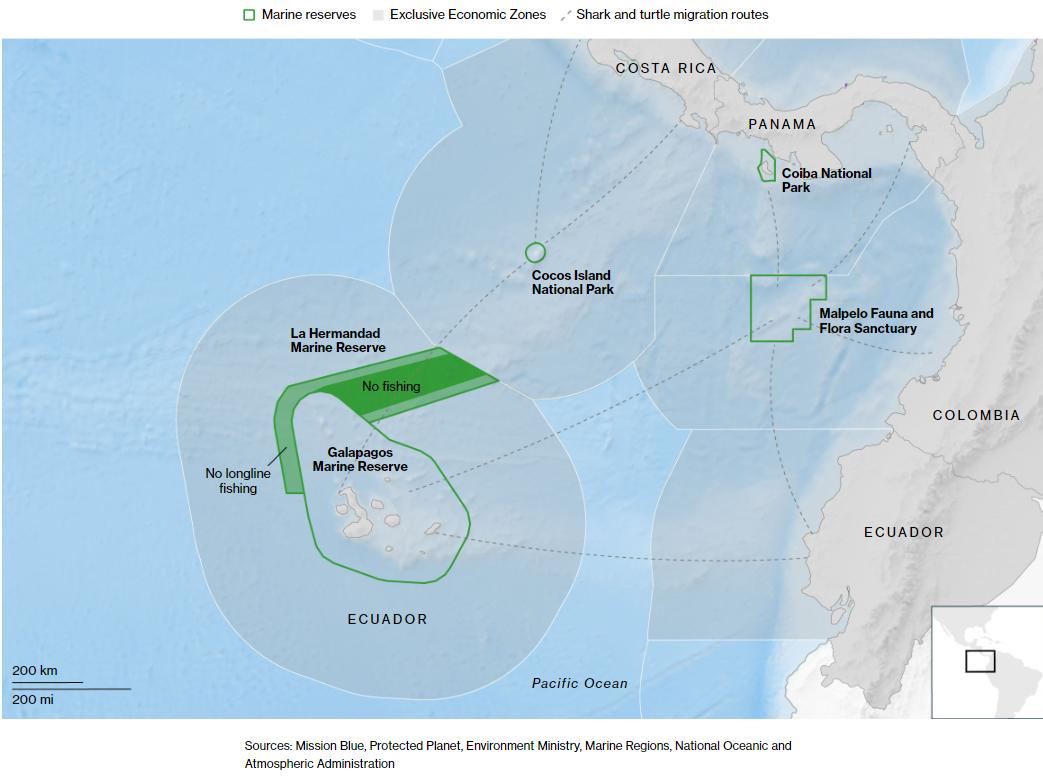 Marine reserves
Exclusive Economic Zones
Shark and turtle migration routes
COSTA RICA
PANAMA
Coiba National
Park
Cocos Island
National Park
Malpelo Fauna and
Flora Sanctuary
La Hermandad
Marine Reserve
No fishing
COLOMBIA
Galapagos
Marine Reserve
No longline
fishing
ECUADOR
ECUADOR
200 km
200 mi
Pacific Ocean
Sources: Mission Blue, Protected Planet, Environment Ministry, Marine Regions, National Oceanic and
Atmospheric Administration